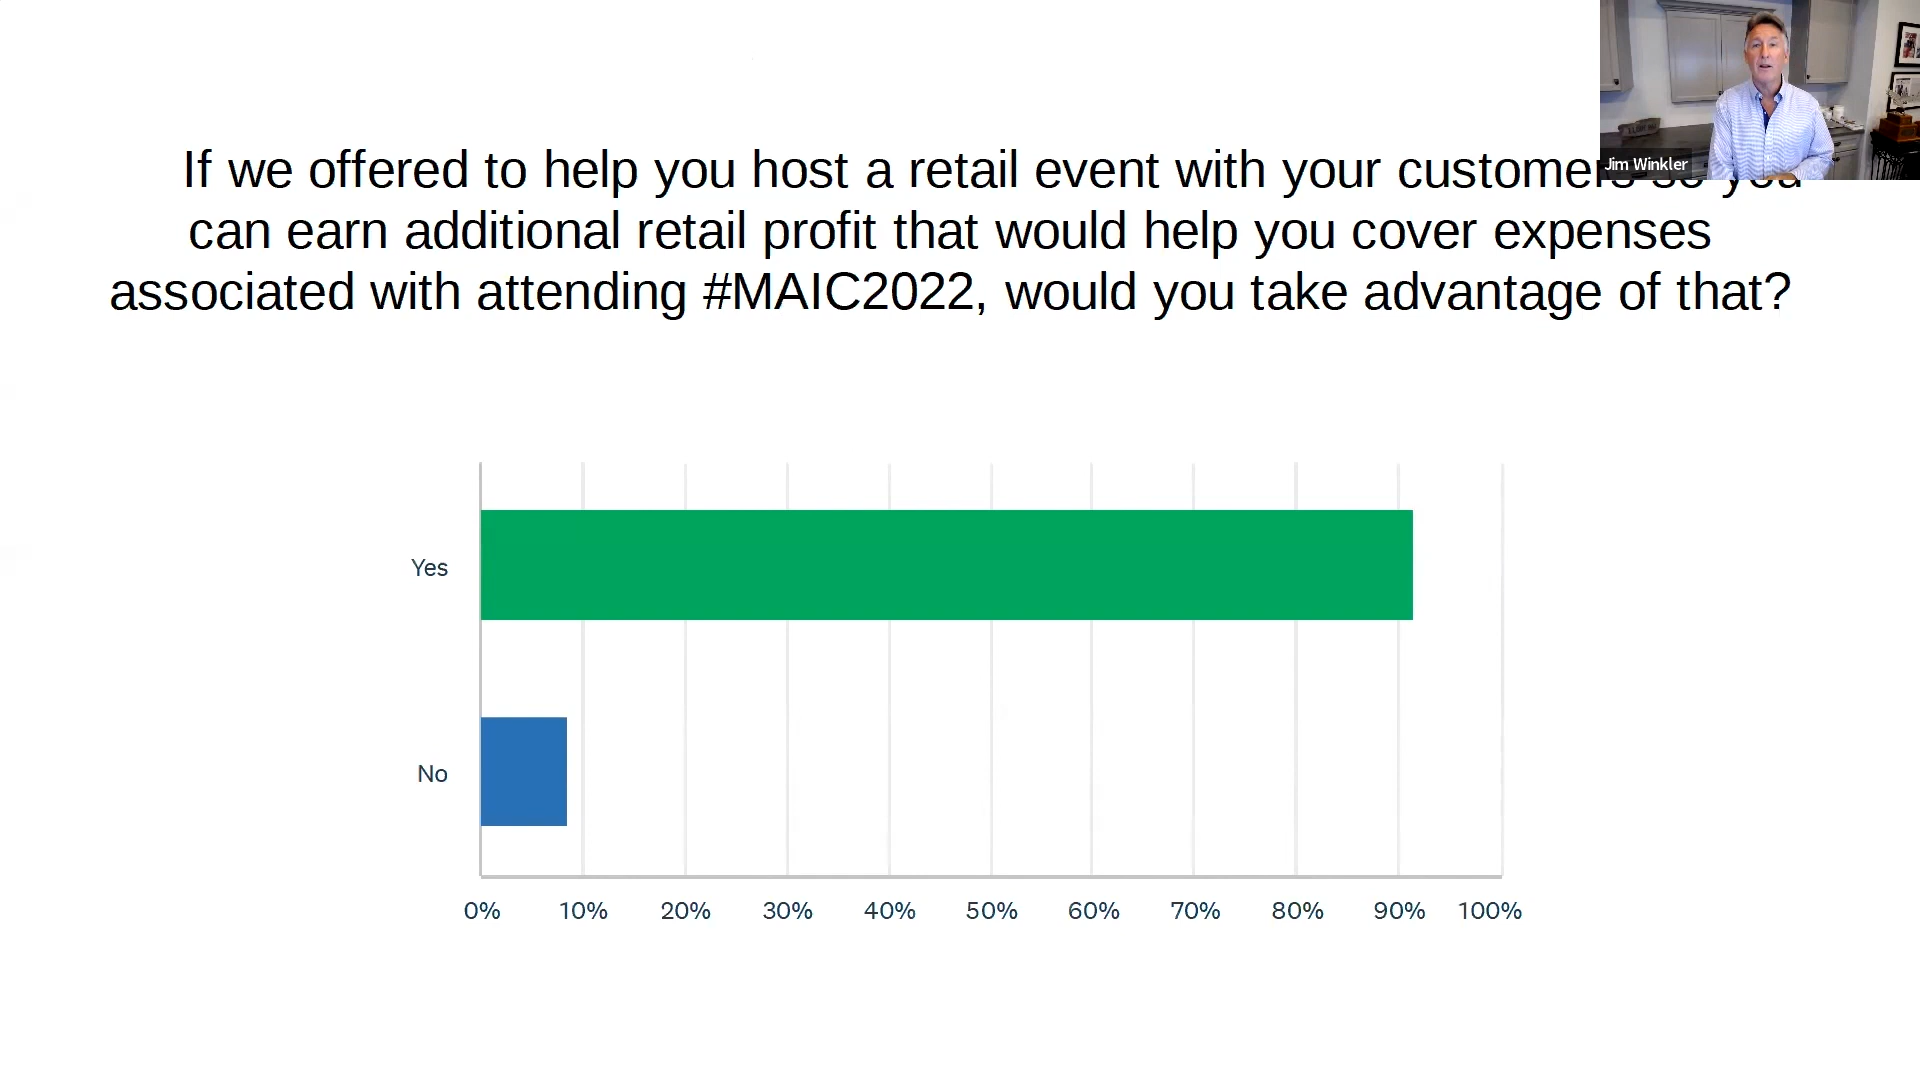 If we offered to help you host a retail event with your customers so you
can earn additional retail profit that would help you cover expenses
associated with attending #MAIC2022, would you take advantage of that?
Jim Winkler
Yes
No
0% 10% 20% 30% 40% 50% 60% 70% 80% 90% 100%